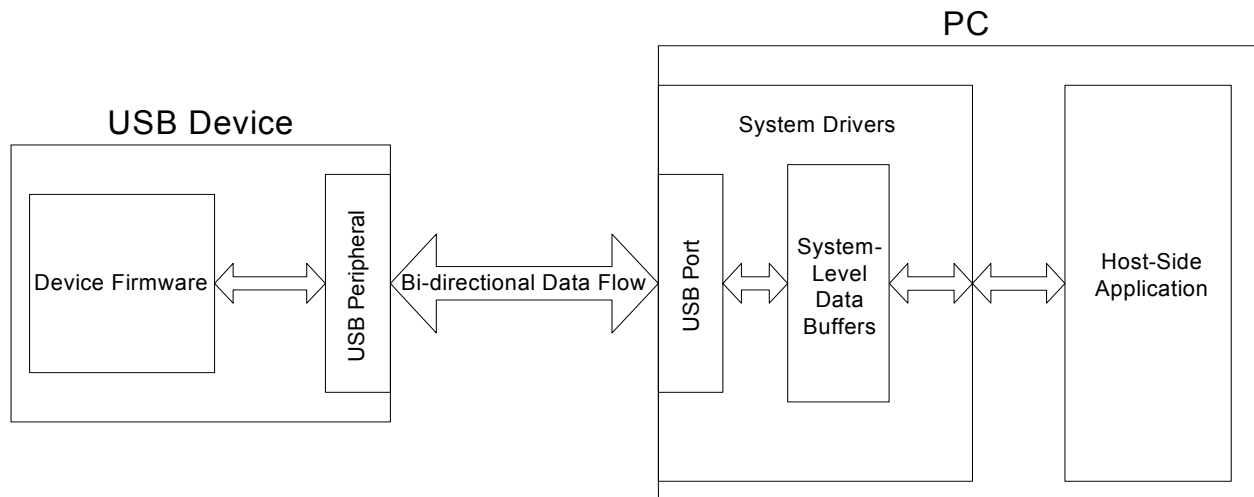 PC
USB Device
System Drivers
Device Firmware
USB Peripheral
Bi-directional Data Flow
USB Port
System-
Level
Data
Buffers
Host-Side
Application